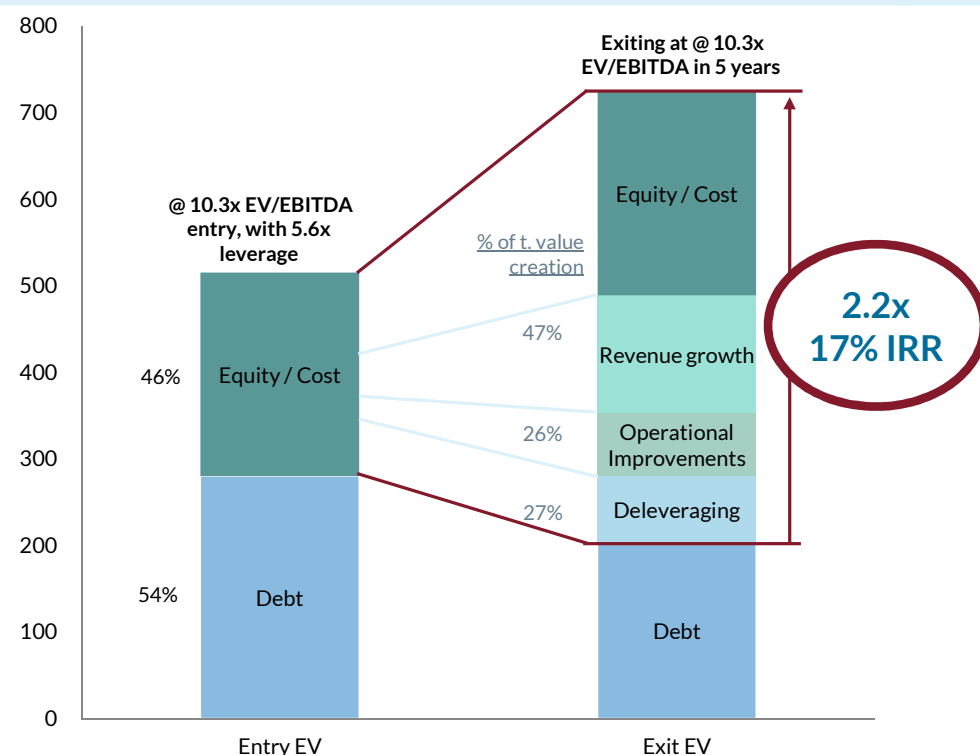 800
700
600
500
400
300
200
100
0
@ 10.3x EV/EBITDA
entry, with 5.6x
leverage
46%
Equity / Cost
54%
Debt
Entry EV
% of t. value
creation
47%
26%
27%
Exiting at @ 10.3x
EV/EBITDA in 5 years
Equity / Cost
Revenue growth
Operational
Improvements
Deleveraging
Debt
Exit EV
2.2x
17% IRR